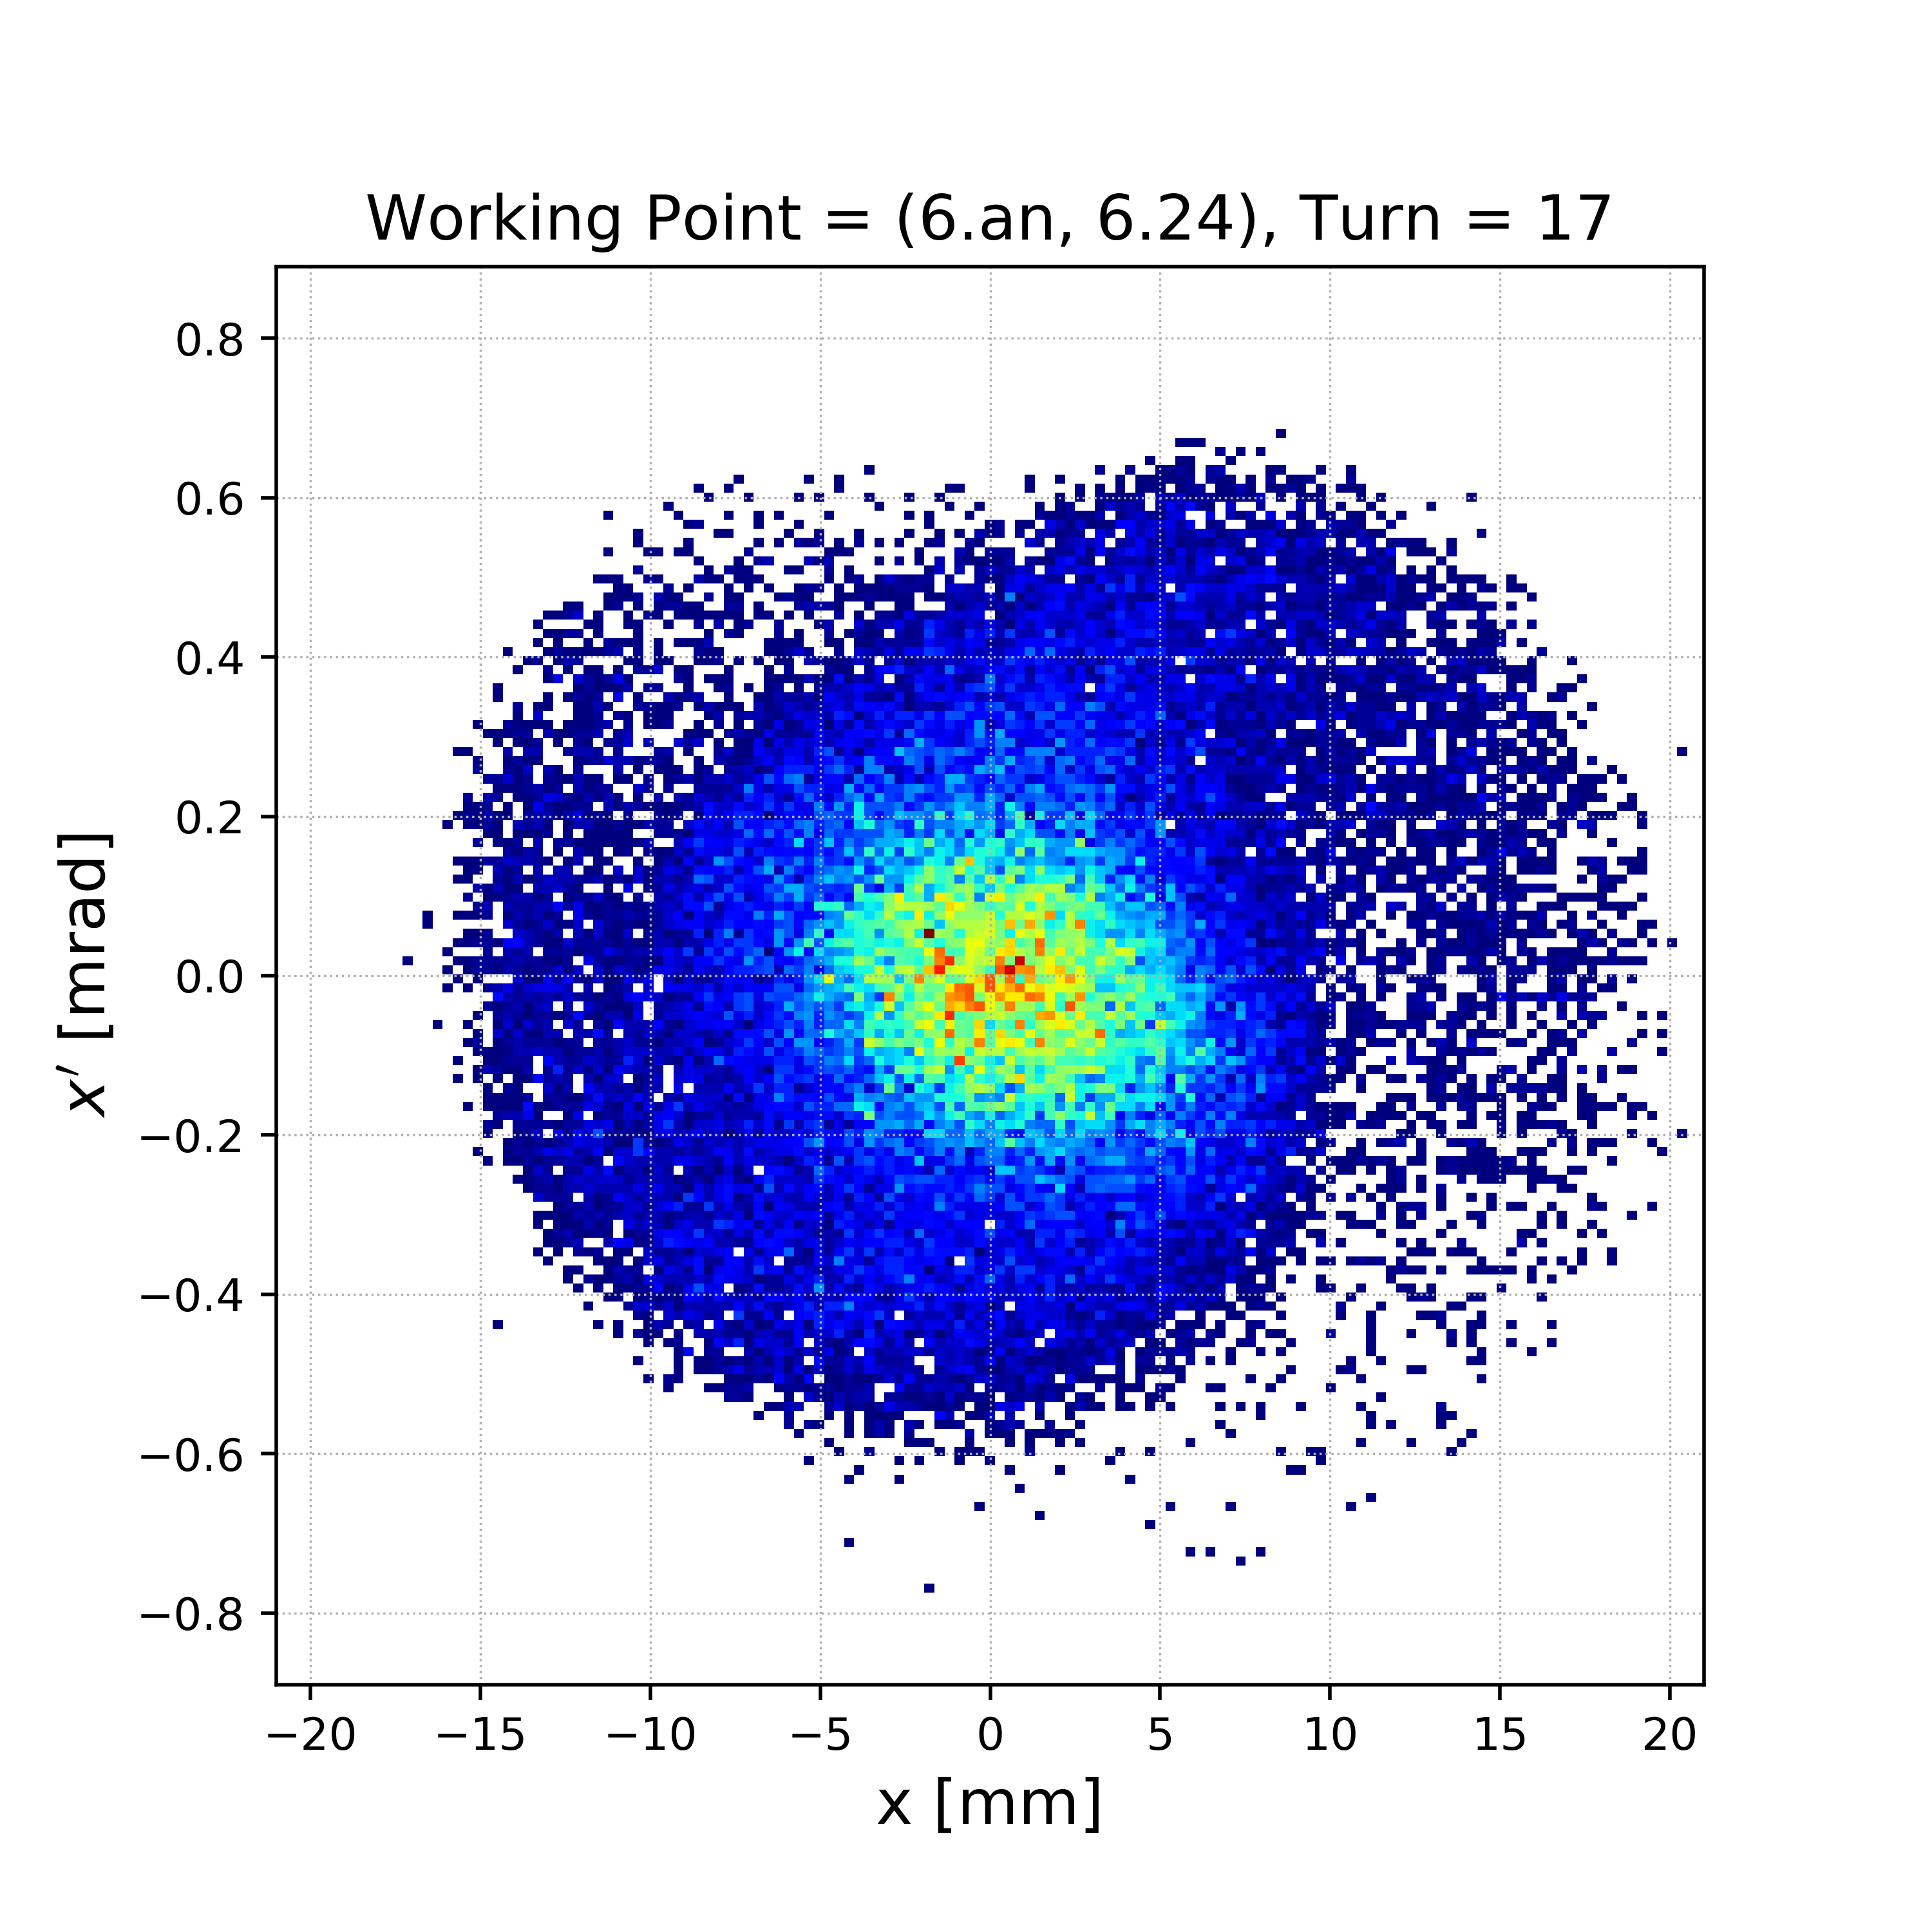 Working Point = (6.an, 6.24), Turn = 17
0.8
0.6
0.4
0.2
0.0
−0.2
−0.4
−0.6
−0.8
x′ [mrad]
−20 −15 −10 −5 0 5 10 15 20
x [mm]